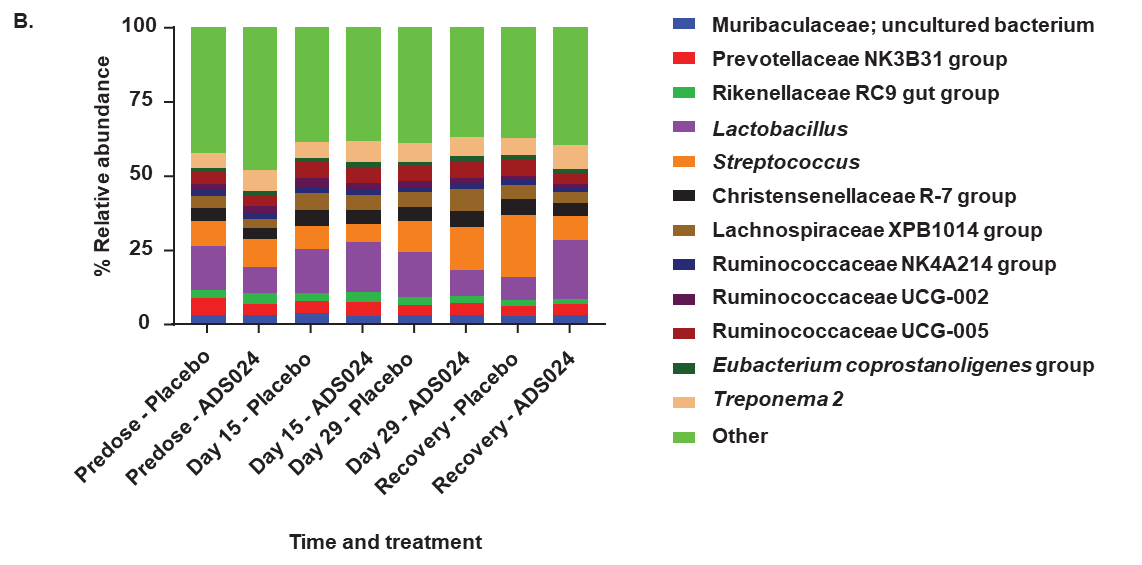 B.
% Relative abundance
100
75
50
25
0
Predose - Placebo
Predose - ADS024
Day 15 - Placebo
Day 15 - ADS024
Day 29 - Placebo
Day 29 - ADS024
Recovery - Placebo
Recovery - ADS024
Time and treatment
Muribaculaceae; uncultured bacterium
Prevotellaceae NK3B31 group
Rikenellaceae RC9 gut group
Lactobacillus
Streptococcus
Christensenellaceae R-7 group
Lachnospiraceae XPB1014 group
Ruminococcaceae NK4A214 group
Ruminococcaceae UCG-002
Ruminococcaceae UCG-005
Eubacterium coprostanoligenes group
Treponema 2
Other